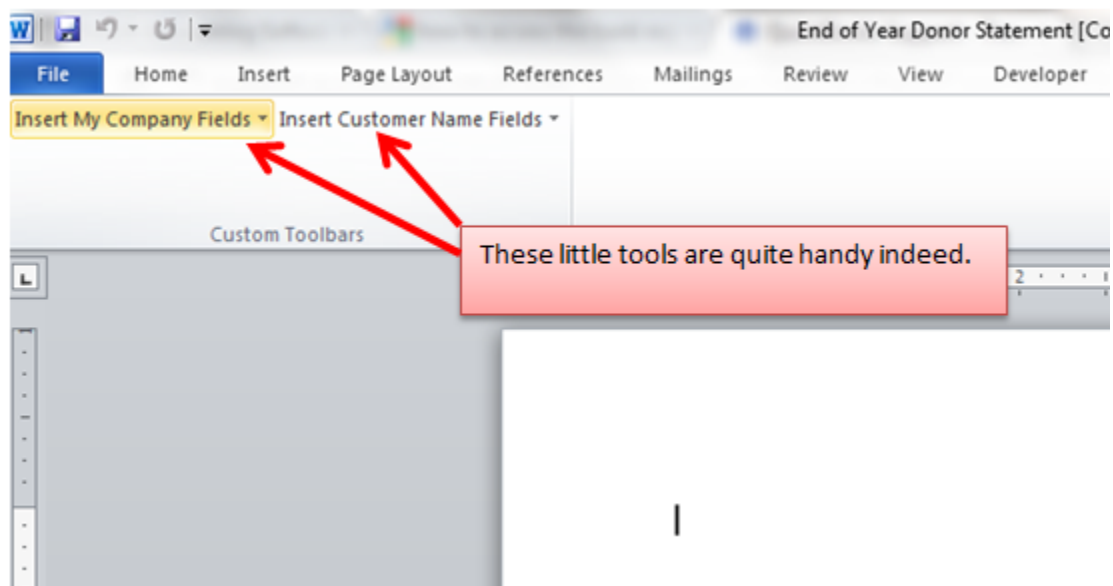 W End of Year Donor Statement [Co
File Home Insert Page Layout References Mailings Review View Developer
Insert My Company Fields Insert Customer Name Fields
Custom Toolbars
These little tools are quite handy indeed.
L 2